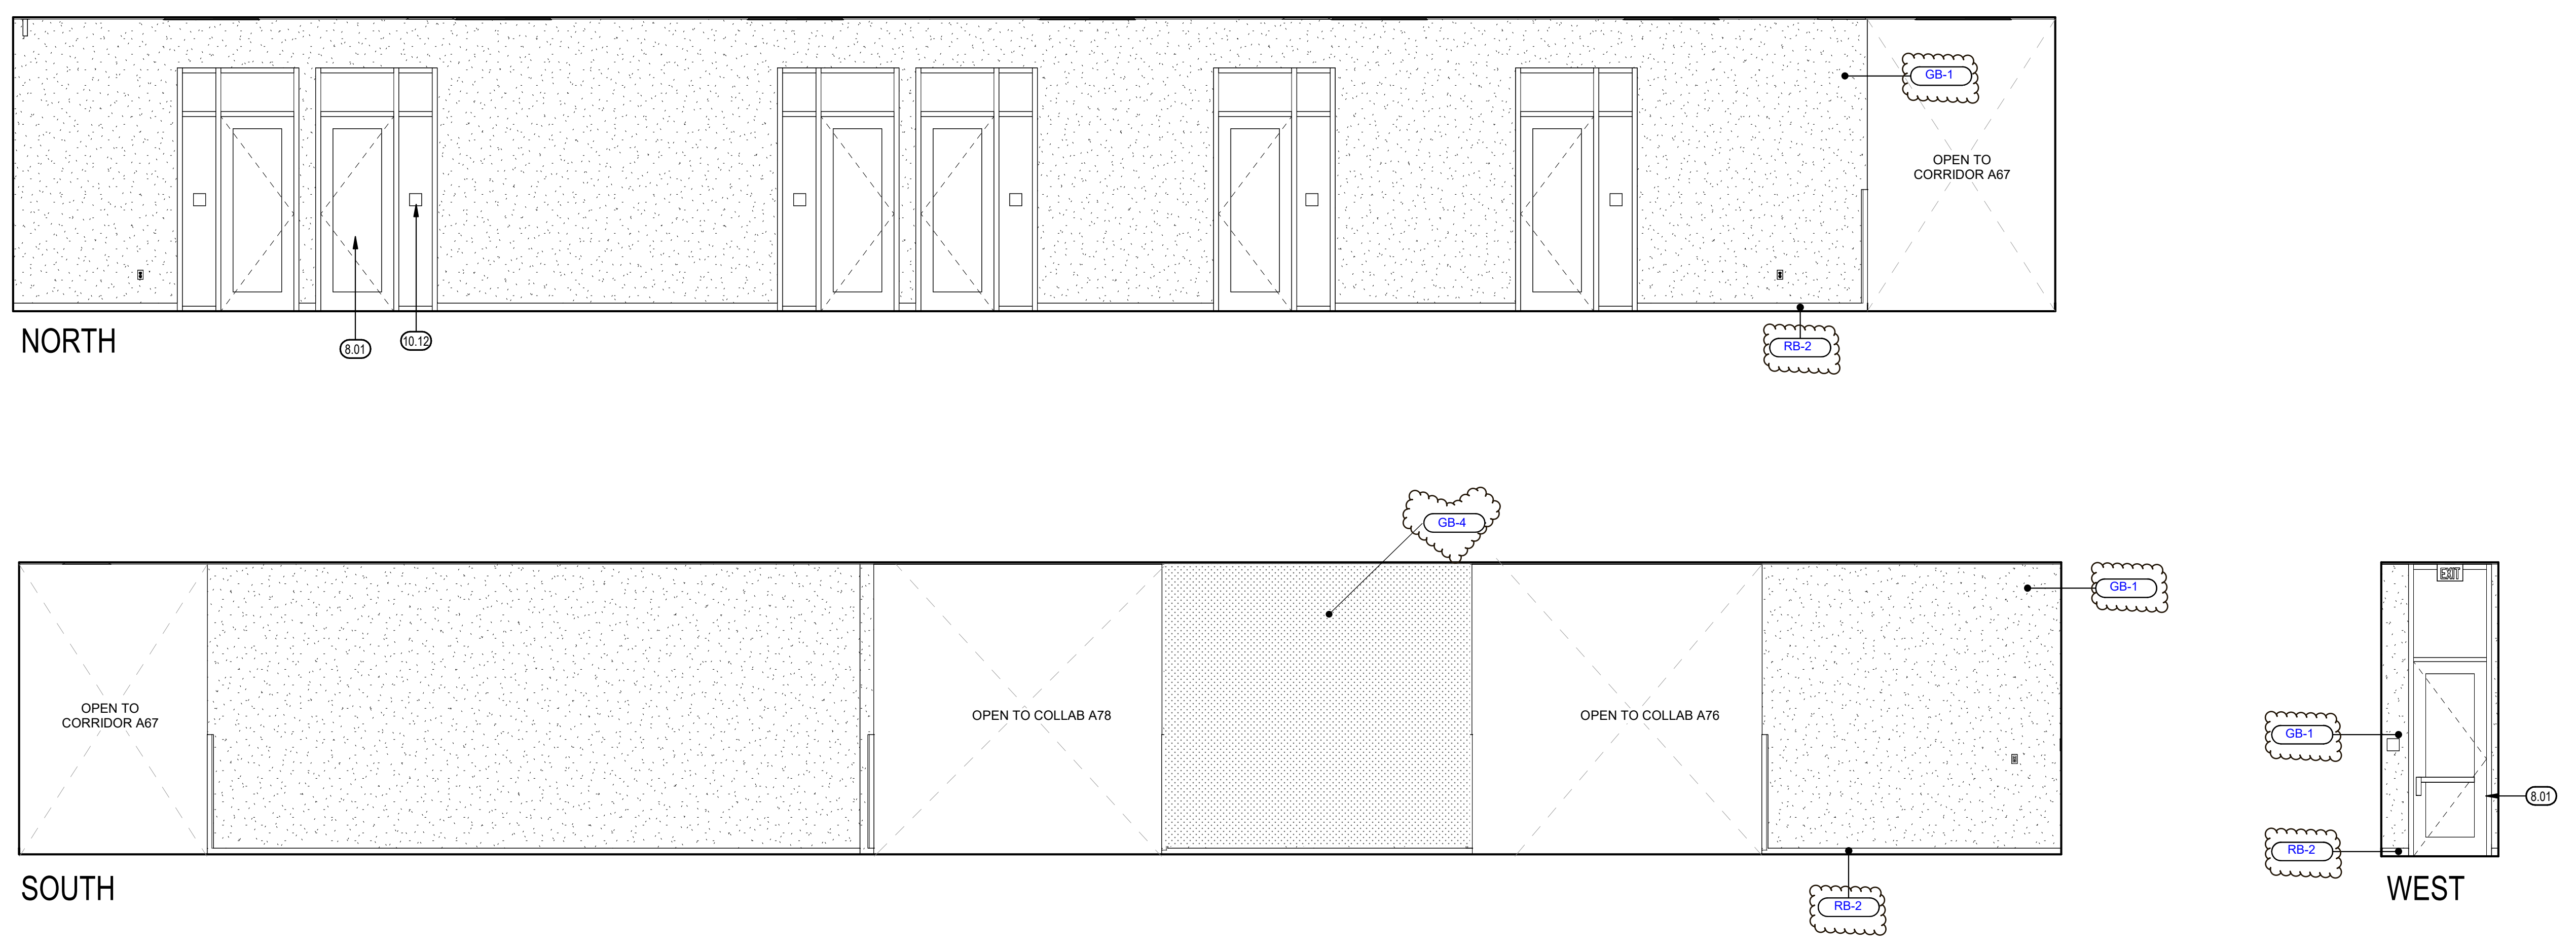 GB-1
OPEN TO
CORRIDOR A67
NORTH
8.01
10.12
RB-2
GB-4
EXIT
GB-1
OPEN TO
CORRIDOR A67
OPEN TO COLLAB A78
OPEN TO COLLAB A76
GB-1
8.01
RB-2
SOUTH
RB-2
WEST